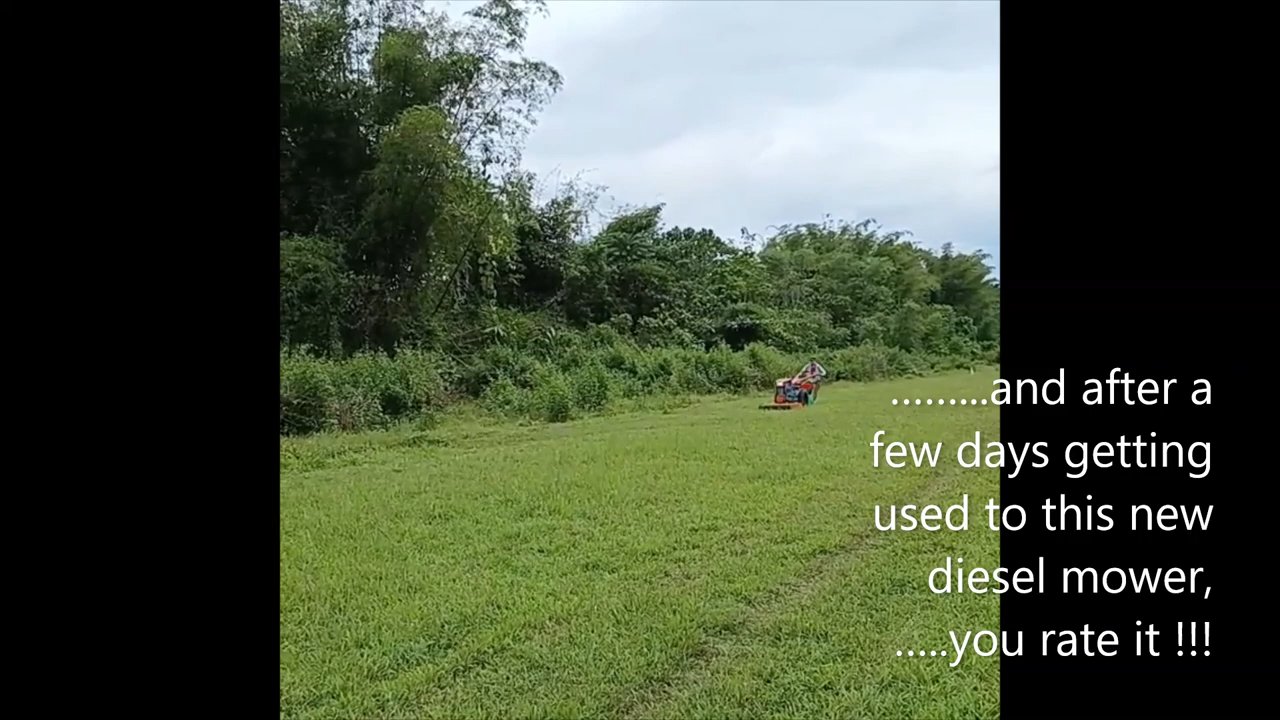 .........and after a
few days getting
used to this new
diesel mower,
.....you rate it !!!